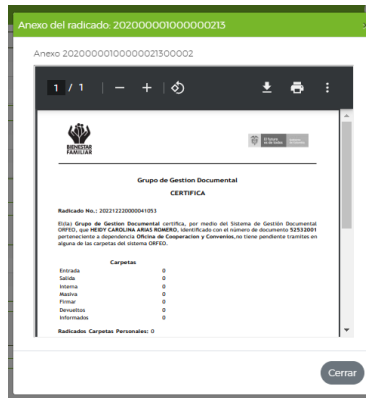 Anexo del radicado: 202000001000000213
Anexo 20200000100000021300002
1 / 1
BIENESTAR
FAMILIAR
Grupo de Gestion Documental
CERTIFICA
Radicado No.: 202212220000041053
El(la) Grupo de Gestion Documental certifica, por medio del Sistema de Gestión Documental
ORFEO, que HEIDY CAROLINA ARIAS ROMERO, identificado con el número de documento 52532001
perteneciente a dependencia Oficina de Cooperacion y Convenios,no tiene pendiente tramites en
alguna de las carpetas del sistema ORFEO.
Carpetas
Entrada 0
Salida 0
Interna 0
Masiva 0
Firmar 0
Devueltos 0
Informados 0
Radicados Carpetas Personales: 0
Cerrar